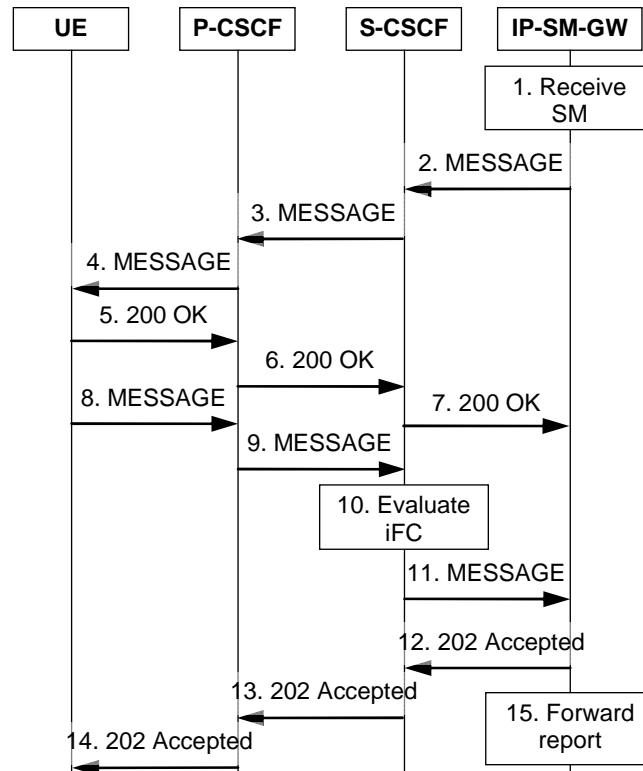 UE P-CSCF S-CSCF IP-SM-GW
1. Receive
SM
2. MESSAGE
3. MESSAGE
4. MESSAGE
5. 200 OK
6. 200 OK
8. MESSAGE
7. 200 OK
9. MESSAGE
10. Evaluate
iFC
11. MESSAGE
12. 202 Accepted
13. 202 Accepted
15. Forward
report
14. 202 Accepted